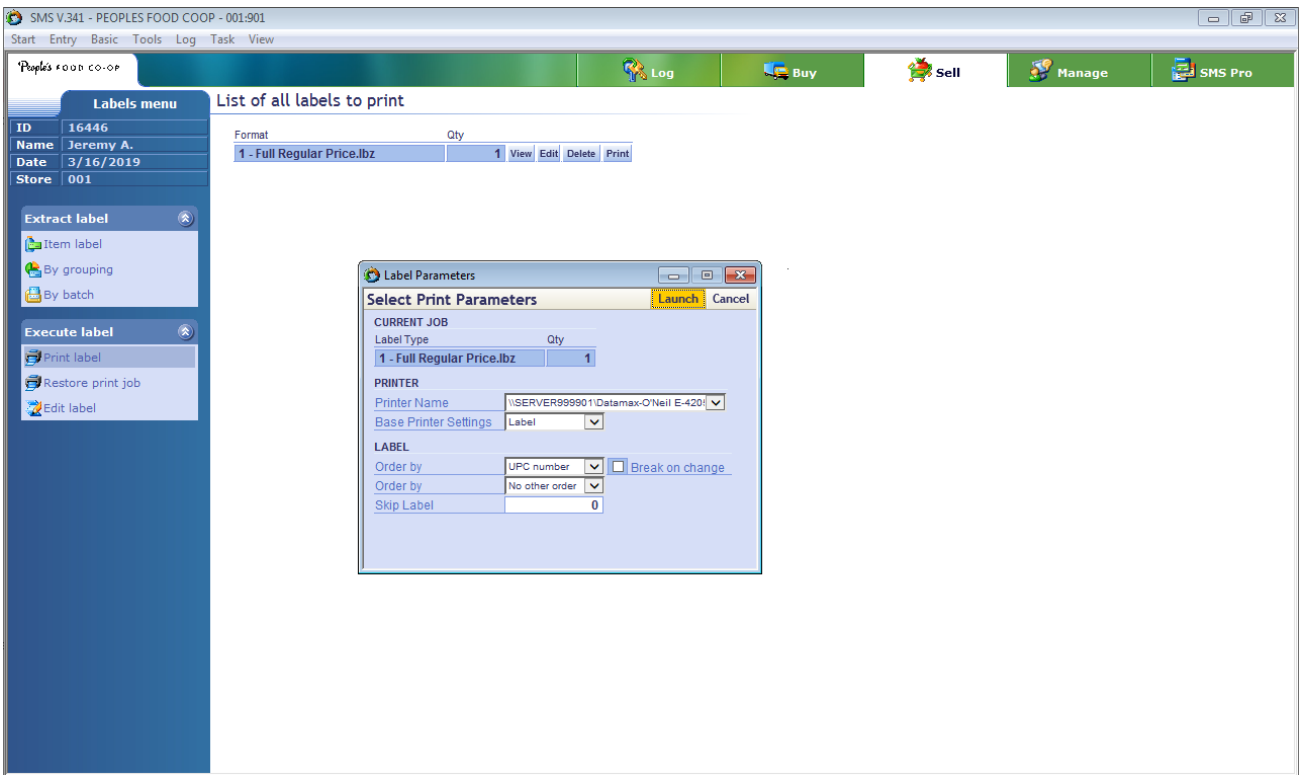 SMS V.341 - PEOPLES FOOD COOP - 001:901
Start Entry Basic Tools Log Task View
People's FOOD CO-OP
Log Buy Sell Manage SMS Pro
Labels menu
ID 16446
Name Jeremy A.
Date 3/16/2019
Store 001
Extract label
Item label
By grouping
By batch
Execute label
Print label
Restore print job
Edit label
List of all labels to print
Format Qty
1 - Full Regular Price.lbz 1 View Edit Delete Print
Label Parameters
Select Print Parameters Launch Cancel
CURRENT JOB
Label Type Qty
1 - Full Regular Price.lbz 1
PRINTER
Printer Name \\SERVER999901\Datamax-O'Neil E-420
Base Printer Settings Label
LABEL
Order by UPC number Break on change
Order by No other order
Skip Label 0